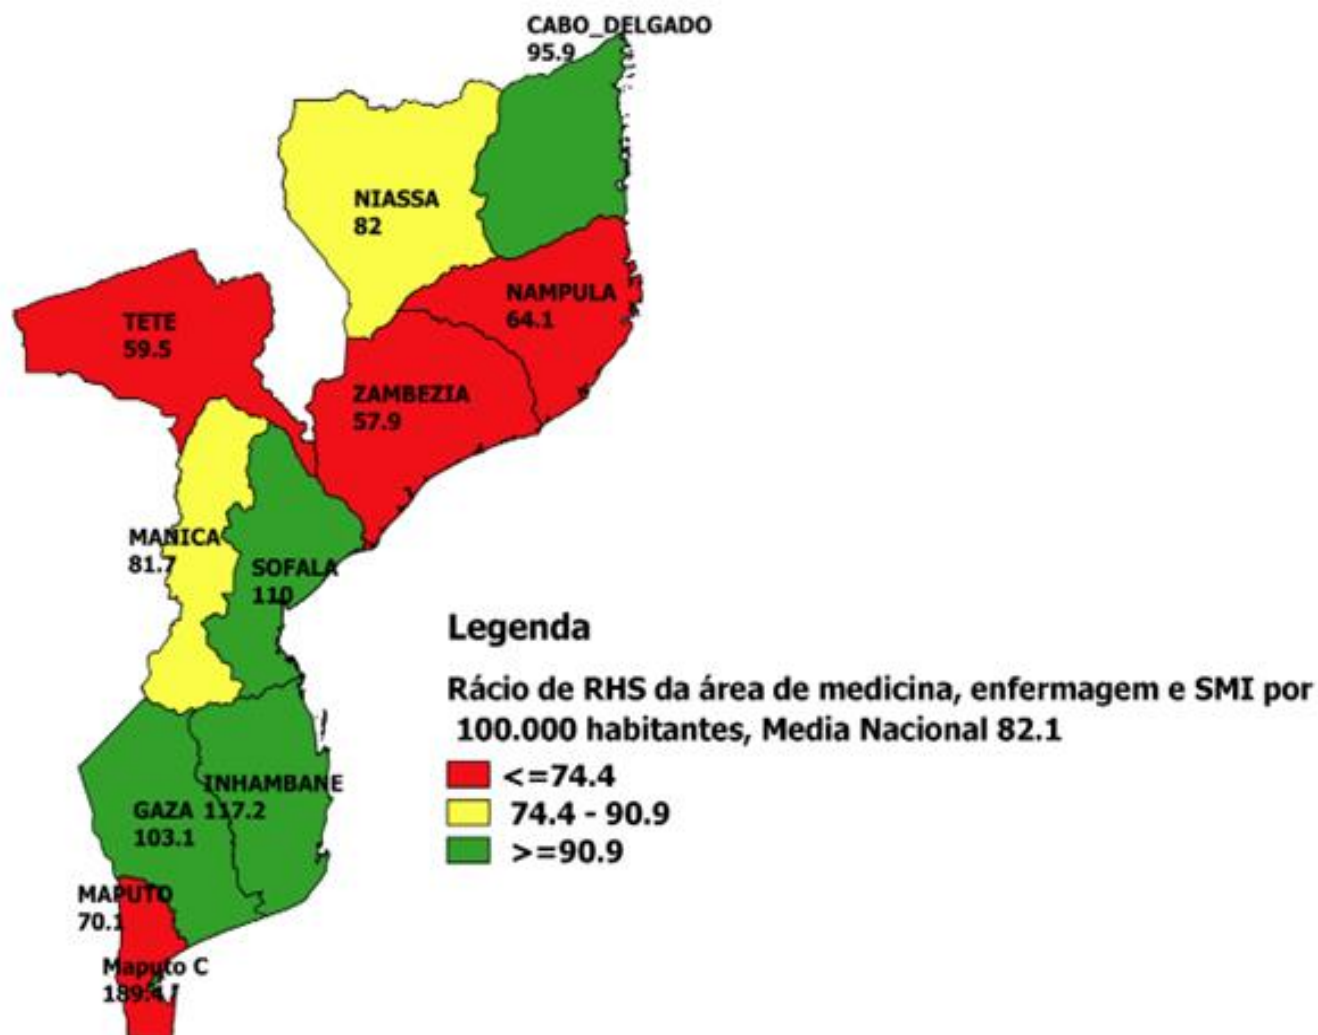 CABO_DELGADO
95.9
NIASSA
82
NAMPULA
64.1
TETE
59.5
ZAMBEZIA
57.9
MANICA
81.7
SOFALA
110
Legenda
Rácio de RHS da área de medicina, enfermagem e SMI por
100.000 habitantes, Media Nacional 82.1
<=74.4
74.4 - 90.9
>=90.9
INHAMBANE
117.2
GAZA
103.1
MAPUTO
70.1
Maputo C
189.4